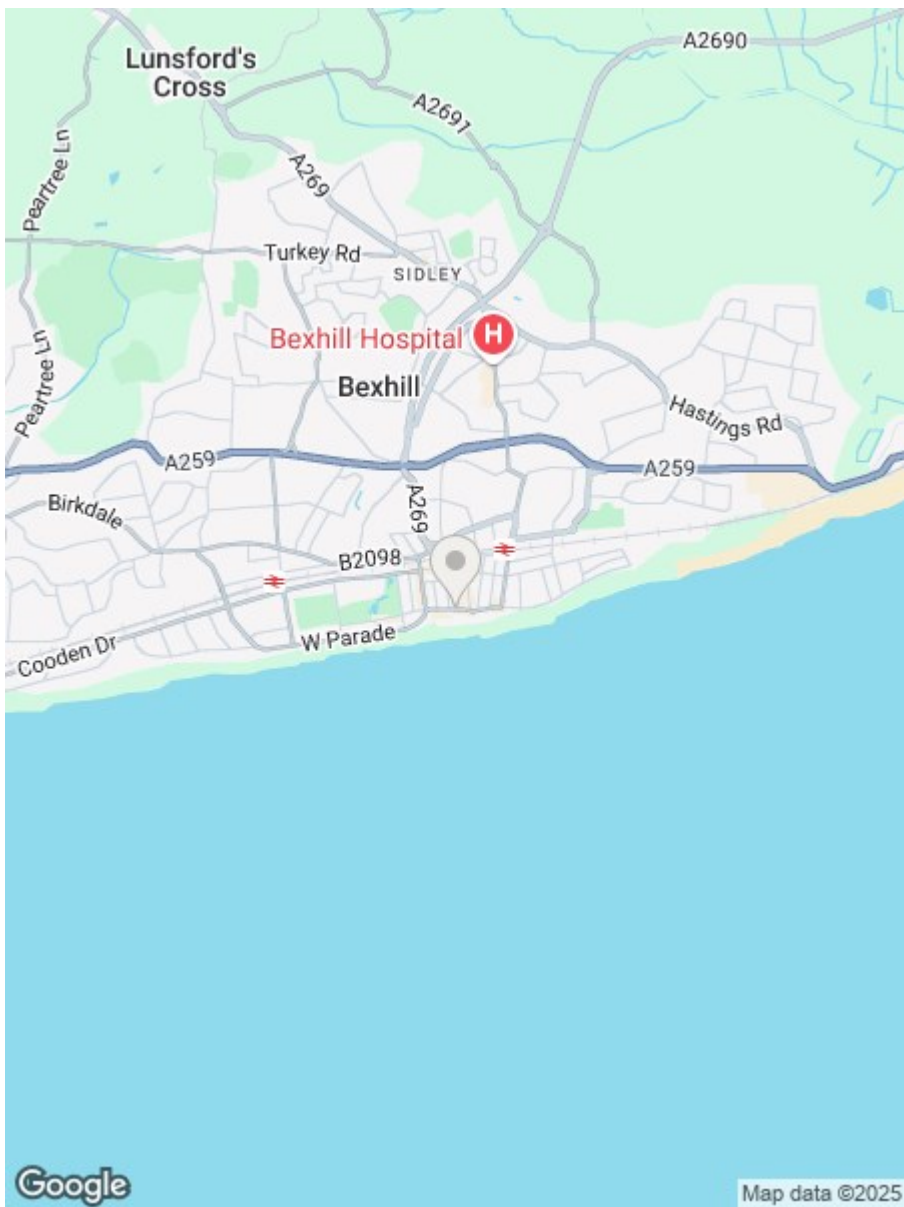 Lunsford's
Cross
A2690
A2691
Peartree Ln
A269
Turkey Rd
SIDLEY
Bexhill Hospital
H
Peartree Ln
Bexhill
Hastings Rd
A259
A259
Birkdale
A269
B2098
W Parade
Cooden Dr
Google
Map data ©2025